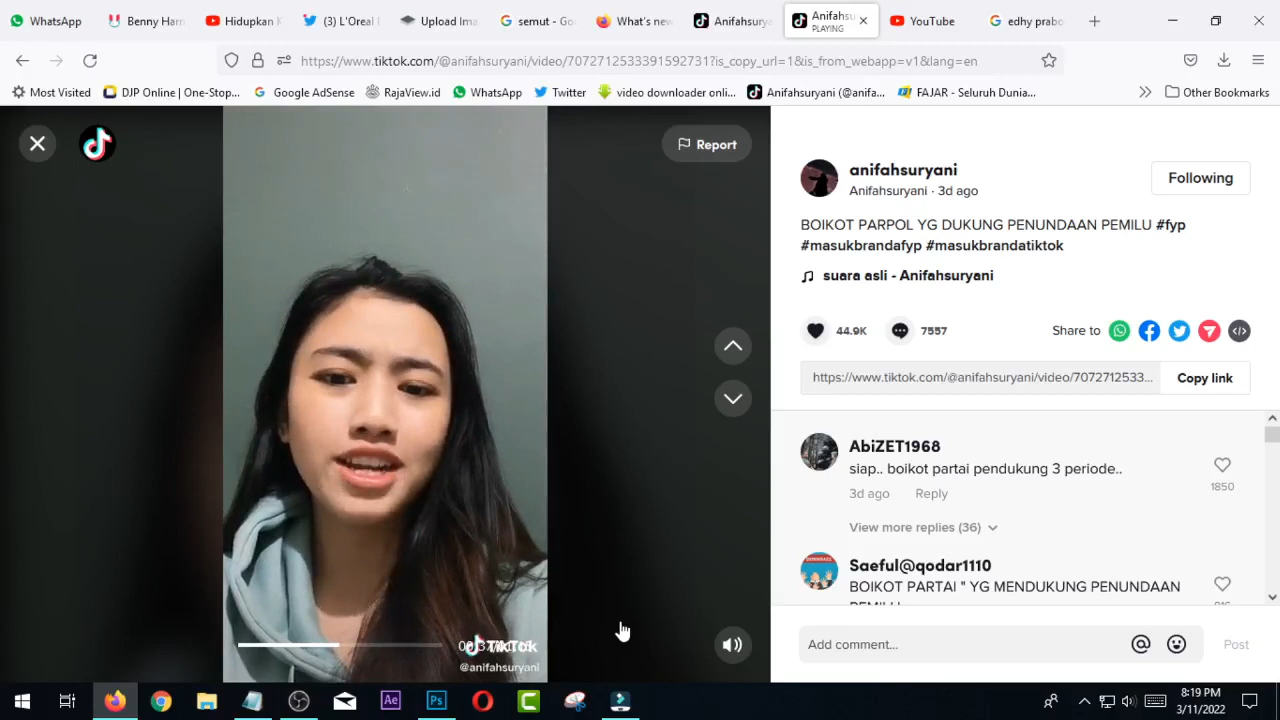 WhatsApp
Benny Harn
Hidupkan K
(3) L'Oreal
Upload Ima
semut - Go
What's new
Anifahsurya
Anifahsu
PLAYING
YouTube
edhy prabo
https://www.tiktok.com/@anifahsuryani/video/7072712533391592731?is_copy_url=1&is_from_webapp=v1&lang=en
Most Visited
DJP Online | One-Stop...
Google AdSense
RajaView.id
WhatsApp
Twitter
video downloader onl...
Anifahsuryani (@anifa...
FAJAR - Seluruh Dunia...
Other Bookmarks
Report
TikTok
@anifahsuryani
anifahsuryani
Anifahsuryani · 3d ago
Following
BOIKOT PARPOL YG DUKUNG PENUNDAAN PEMILU #fyp
#masukbrandafyp #masukbrandatiktok
suara asli - Anifahsuryani
44.9K
7557
Share to
https://www.tiktok.com/@anifahsuryani/video/7072712533...
Copy link
AbiZET1968
siap.. boikot partai pendukung 3 periode..
1850
3d ago
Reply
View more replies (36)
Saeful@qodar1110
BOIKOT PARTAI " YG MENDUKUNG PENUNDAAN
Add comment...
Post
Ae
Ps
8:19 PM
3/11/2022